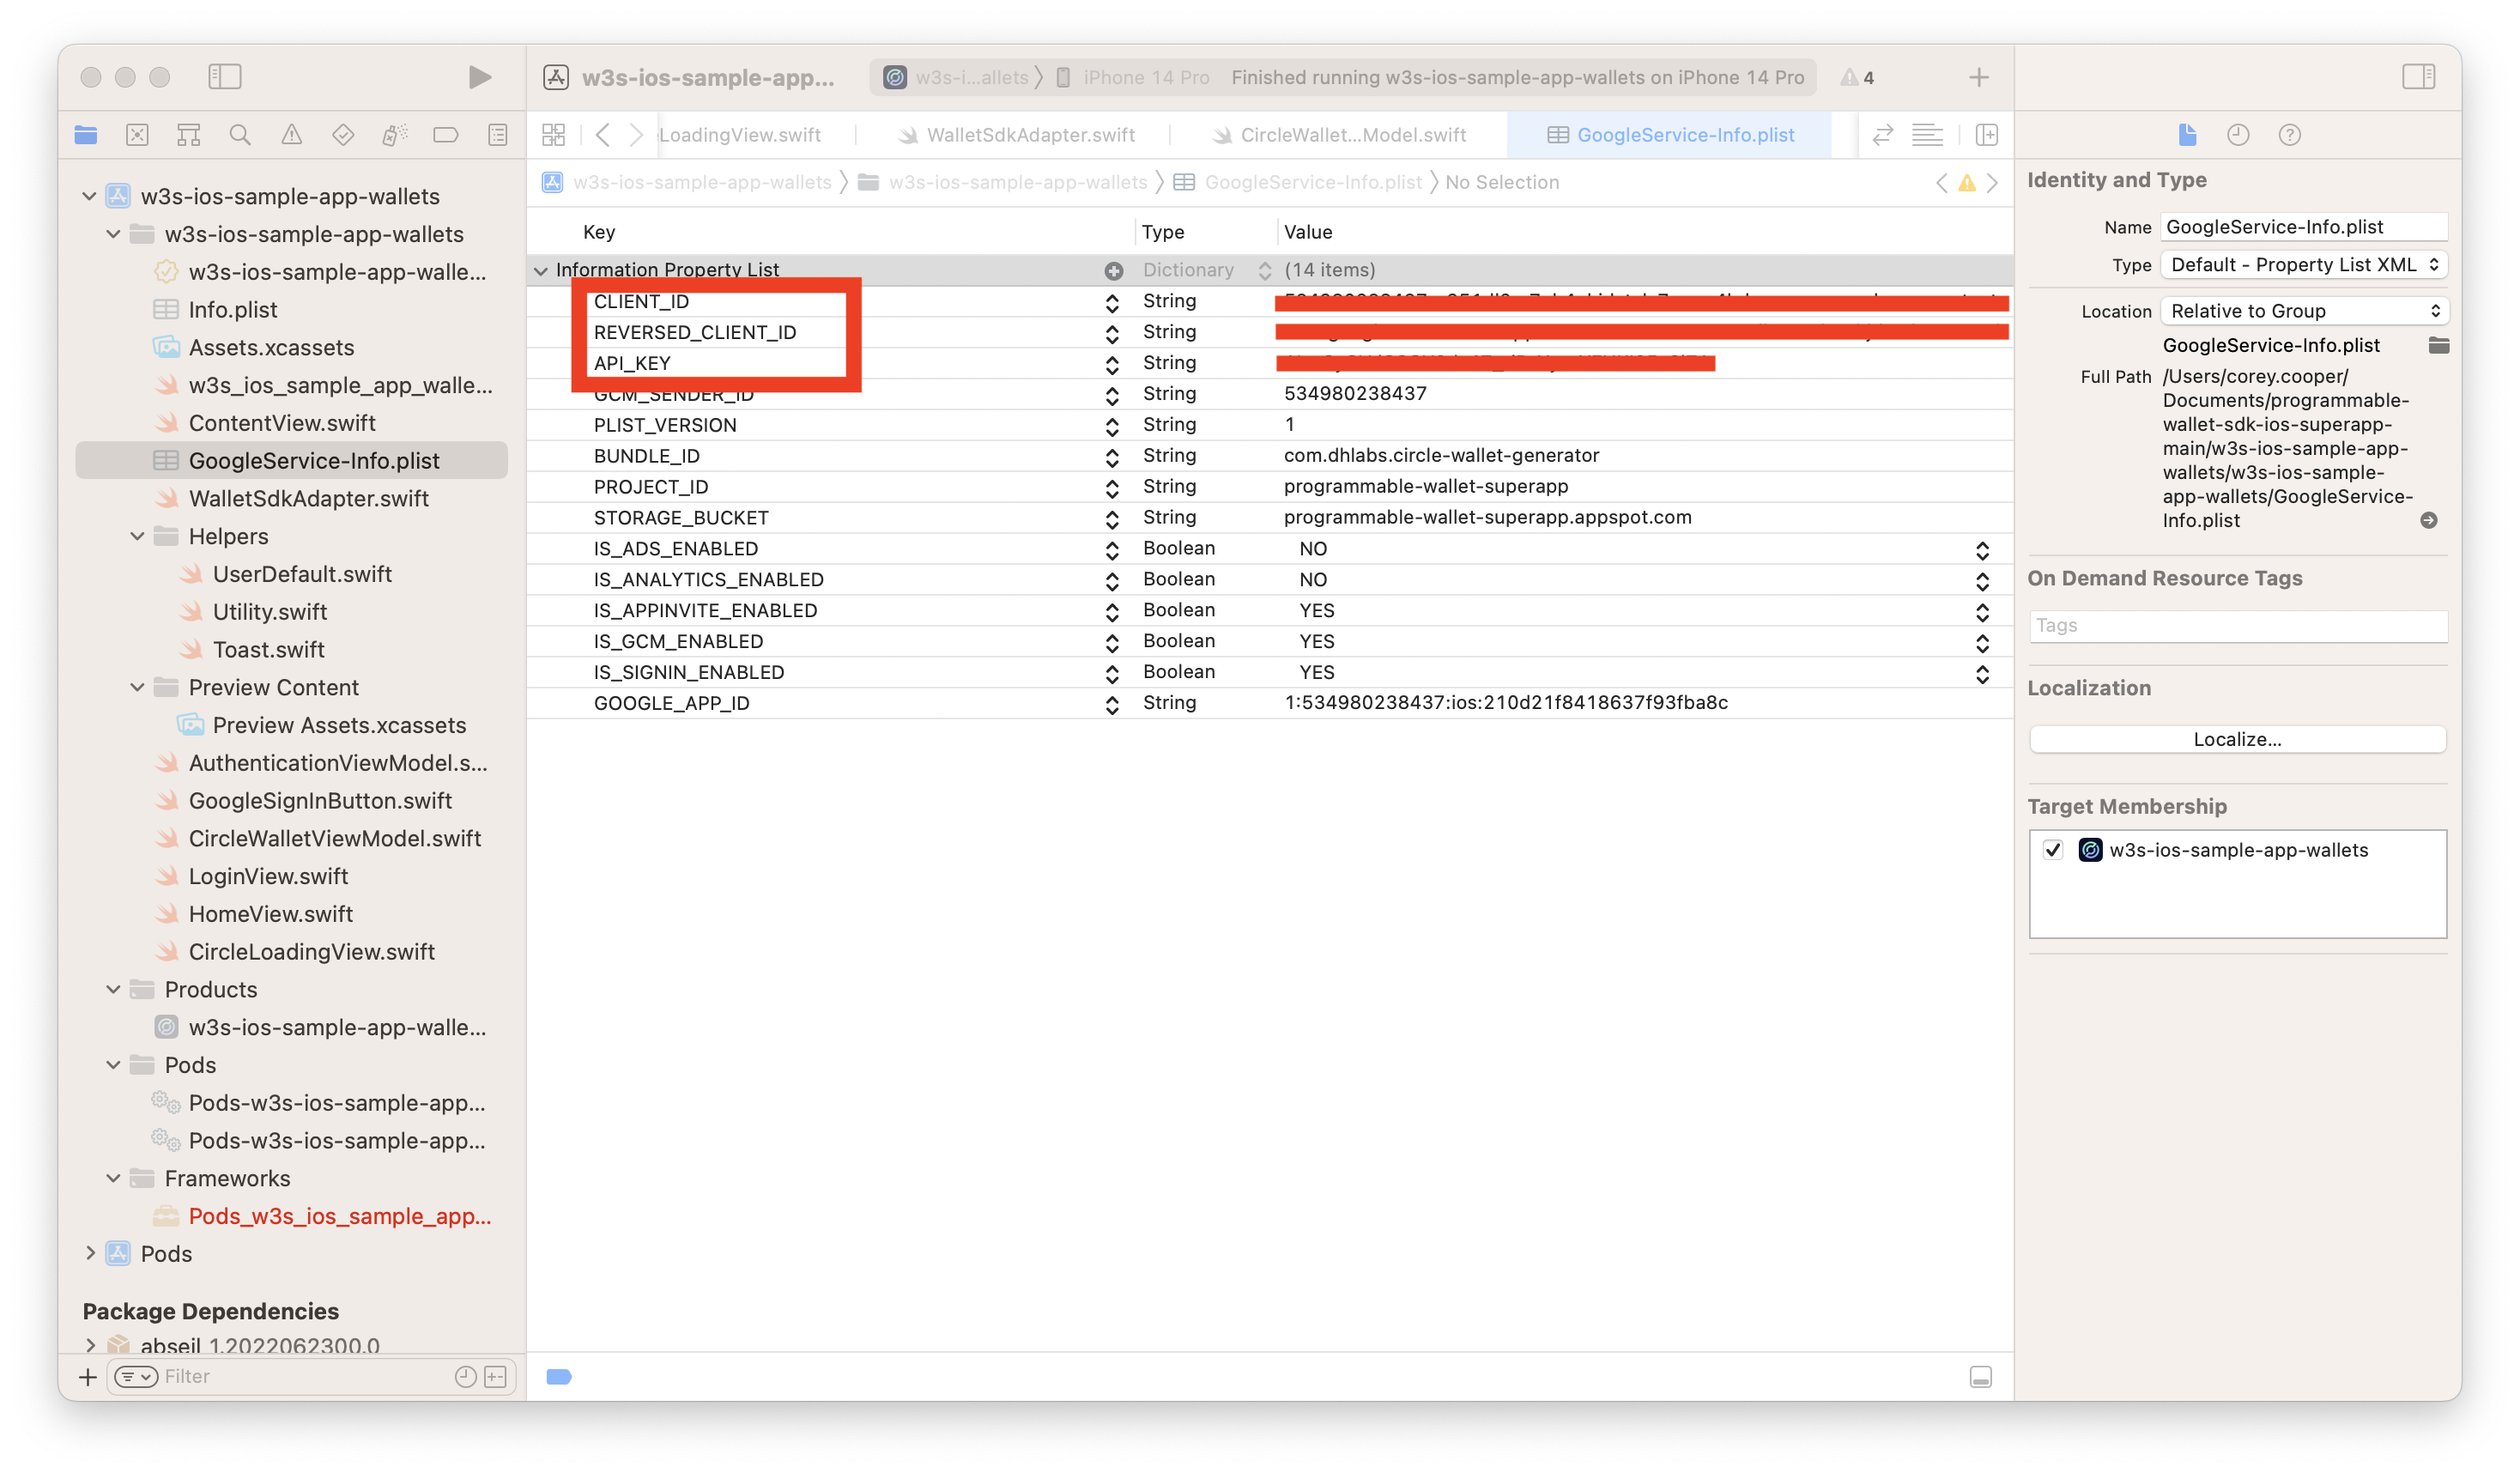 w3s-ios-sample-app...
w3s-i...allets
iPhone 14 Pro
Finished running w3s-ios-sample-app-wallets on iPhone 14 Pro
4
LoadingView.swift
WalletSdkAdapter.swift
CircleWallet...Model.swift
GoogleService-Info.plist
w3s-ios-sample-app-wallets
w3s-ios-sample-app-wallets
GoogleService-Info.plist
No Selection
w3s-ios-sample-app-wallets
w3s-ios-sample-app-wallets
w3s-ios-sample-app-walle...
Info.plist
Assets.xcassets
w3s_ios_sample_app_walle...
ContentView.swift
GoogleService-Info.plist
WalletSdkAdapter.swift
Helpers
UserDefault.swift
Utility.swift
Toast.swift
Preview Content
Preview Assets.xcassets
AuthenticationViewModel.s...
GoogleSignInButton.swift
CircleWalletViewModel.swift
LoginView.swift
HomeView.swift
CircleLoadingView.swift
Products
w3s-ios-sample-app-walle...
Pods
Pods-w3s-ios-sample-app...
Pods-w3s-ios-sample-app...
Frameworks
Pods_w3s_ios_sample_app...
Pods
Package Dependencies
abseil 1.2022062300.0
Filter
Key Type Value
Information Property List Dictionary (14 items)
CLIENT_ID String
REVERSED_CLIENT_ID String
API_KEY String
GCM_SENDER_ID String 534980238437
PLIST_VERSION String 1
BUNDLE_ID String com.dhlabs.circle-wallet-generator
PROJECT_ID String programmable-wallet-superapp
STORAGE_BUCKET String programmable-wallet-superapp.appspot.com
IS_ADS_ENABLED Boolean NO
IS_ANALYTICS_ENABLED Boolean NO
IS_APPINVITE_ENABLED Boolean YES
IS_GCM_ENABLED Boolean YES
IS_SIGNIN_ENABLED Boolean YES
GOOGLE_APP_ID String 1:534980238437:ios:210d21f8418637f93fba8c
Identity and Type
Name GoogleService-Info.plist
Type Default - Property List XML
Location Relative to Group
GoogleService-Info.plist
Full Path /Users/corey.cooper/
Documents/programmable-
wallet-sdk-ios-superapp-
main/w3s-ios-sample-app-
wallets/w3s-ios-sample-
app-wallets/GoogleService-
Info.plist
On Demand Resource Tags
Tags
Localization
Localize...
Target Membership
w3s-ios-sample-app-wallets